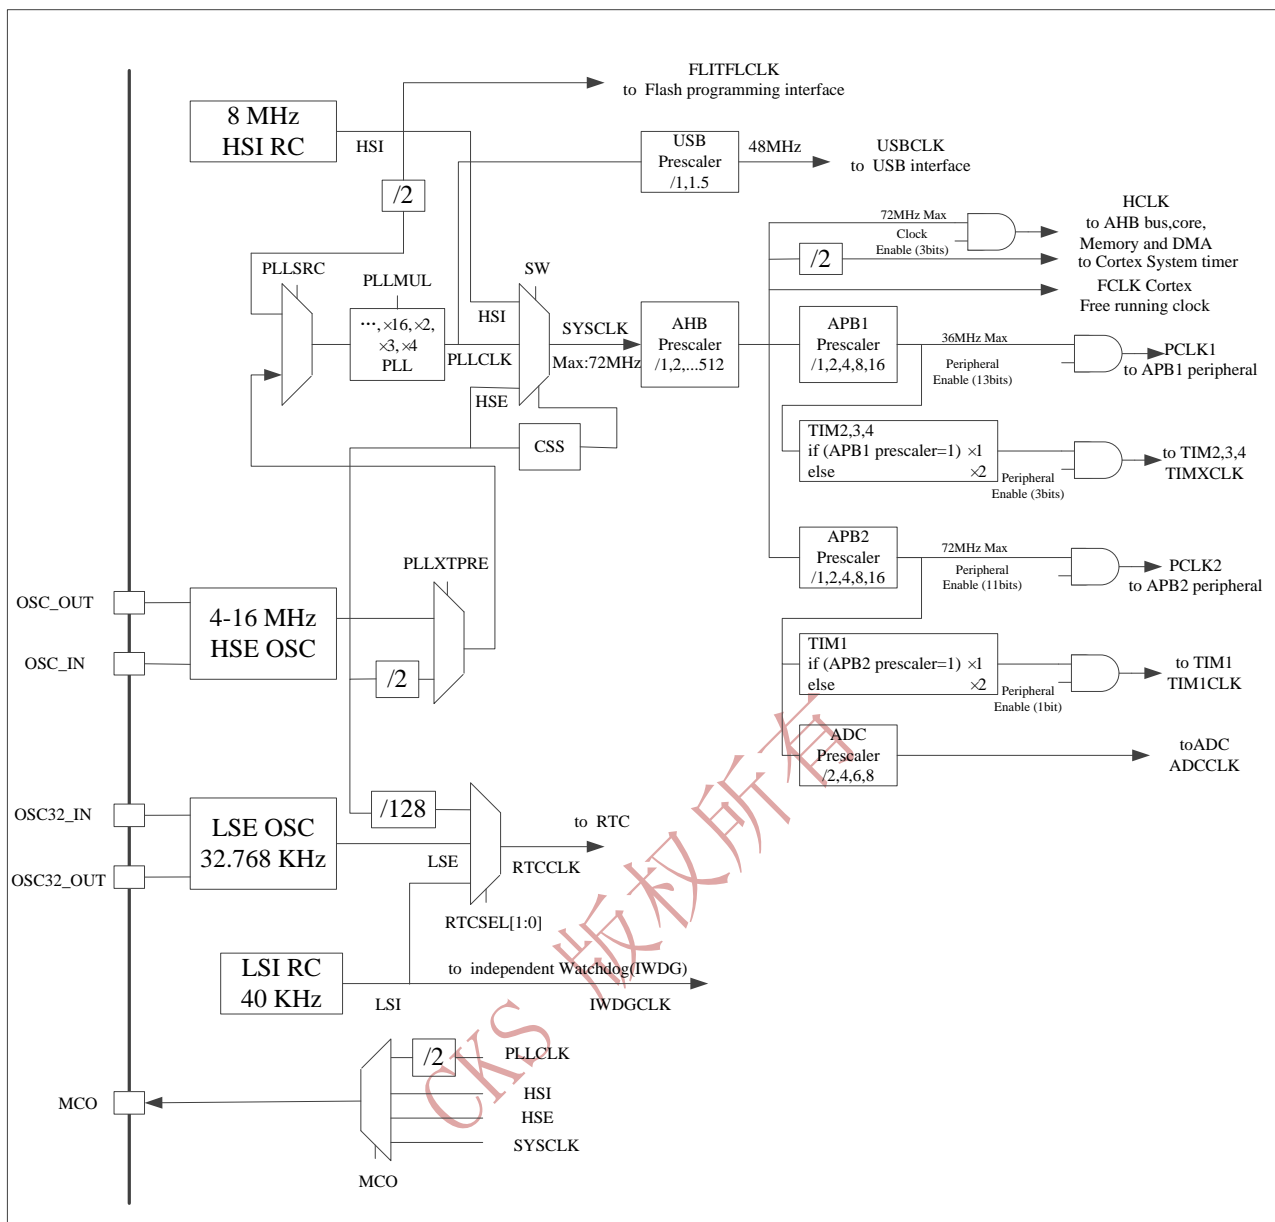 FLITFLCLK
to Flash programming interface
8 MHz
HSI RC
HSI
USB
Prescaler
/1,1.5
48MHz
USBCLK
to USB interface
/2
72MHz Max
Clock
Enable (3bits)
HCLK
to AHB bus,core,
Memory and DMA
/2
to Cortex System timer
FCLK Cortex
Free running clock
PLLSRC
PLLMUL
SW
···, ×16, ×2,
×3, ×4
PLL
HSI
PLLCLK
HSE
SYSCLK
Max:72MHz
AHB
Prescaler
/1,2,...512
APB1
Prescaler
/1,2,4,8,16
36MHz Max
Peripheral
Enable (13bits)
PCLK1
to APB1 peripheral
CSS
TIM2,3,4
if (APB1 prescaler=1) ×1
else ×2
Peripheral
Enable (3bits)
to TIM2,3,4
TIMXCLK
APB2
Prescaler
/1,2,4,8,16
72MHz Max
Peripheral
Enable (11bits)
PCLK2
to APB2 peripheral
PLLXTPRE
OSC_OUT
OSC_IN
4-16 MHz
HSE OSC
/2
TIM1
if (APB2 prescaler=1) ×1
else ×2
Peripheral
Enable (1bit)
to TIM1
TIM1CLK
ADC
Prescaler
/2,4,6,8
toADC
ADCCLK
OSC32_IN
OSC32_OUT
LSE OSC
32.768 KHz
/128
LSE
to RTC
RTCCLK
RTCSEL[1:0]
LSI RC
40 KHz
LSI
to independent Watchdog(IWDG)
IWDGCLK
/2
PLLCLK
HSI
HSE
SYSCLK
MCO
MCO
CKS 版权所有